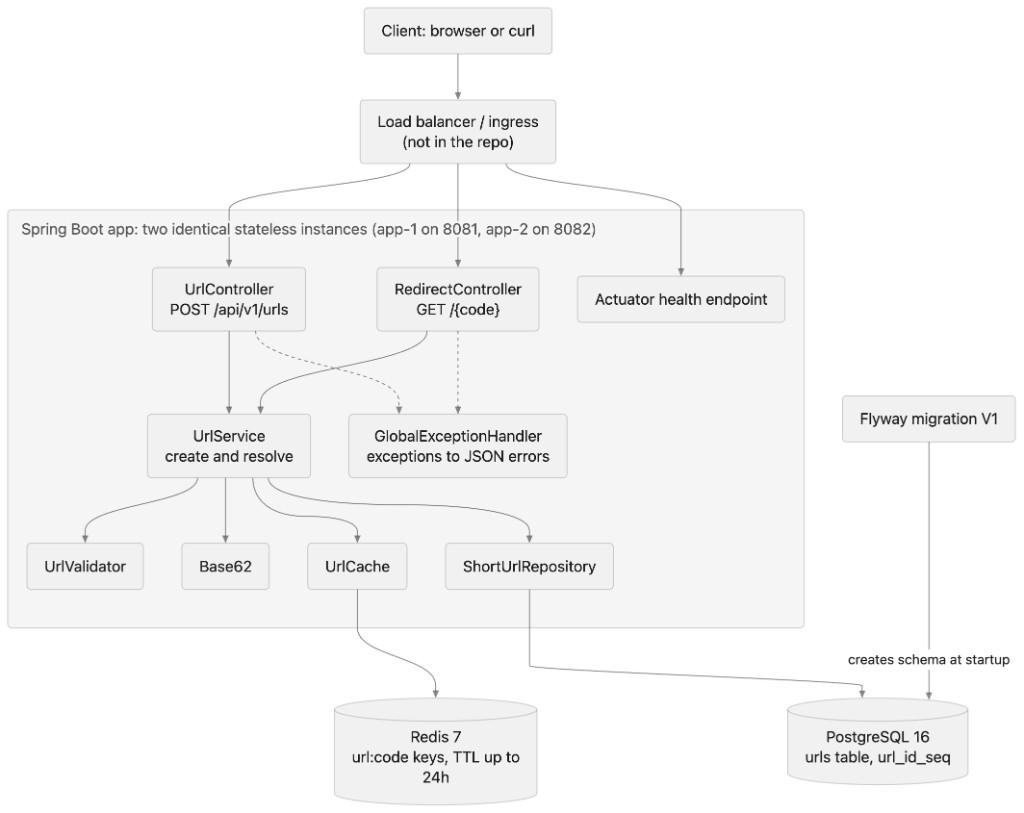 Client: browser or curl
Load balancer / ingress
(not in the repo)
Spring Boot app: two identical stateless instances (app-1 on 8081, app-2 on 8082)
UrlController
POST /api/v1/urls
RedirectController
GET /{code}
Actuator health endpoint
UrlService
create and resolve
GlobalExceptionHandler
exceptions to JSON errors
Flyway migration V1
UrlValidator
Base62
UrlCache
ShortUrlRepository
creates schema at startup
Redis 7
url:code keys, TTL up to
24h
PostgreSQL 16
urls table, url_id_seq